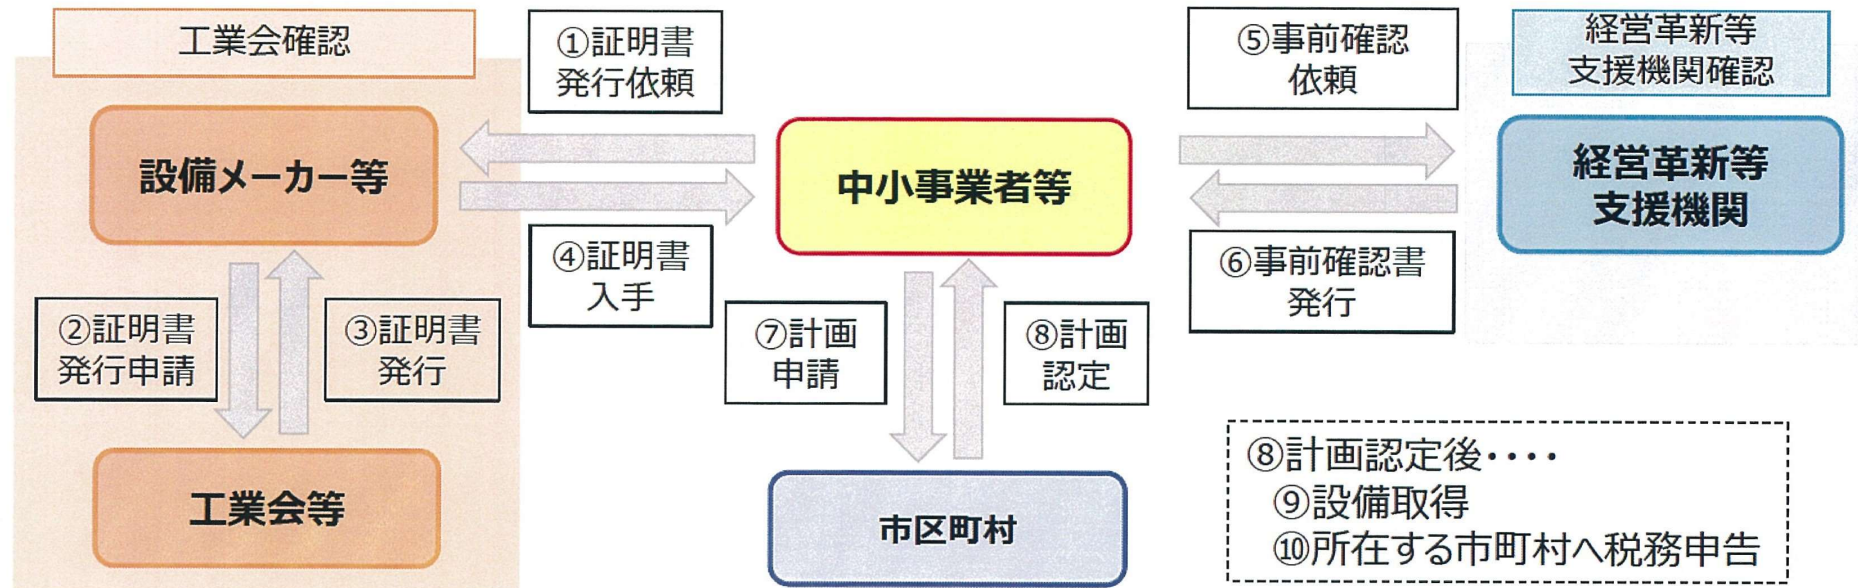 工業会確認
①証明書
発行依頼
⑤事前確認
依頼
経営革新等
支援機関確認
設備メーカー等
中小事業者等
経営革新等
支援機関
④証明書
入手
⑥事前確認書
発行
②証明書
発行申請
③証明書
発行
⑦計画
申請
⑧計画
認定
工業会等
市区町村
⑧計画認定後・・・・
⑨設備取得
⑩所在する市町村へ税務申告